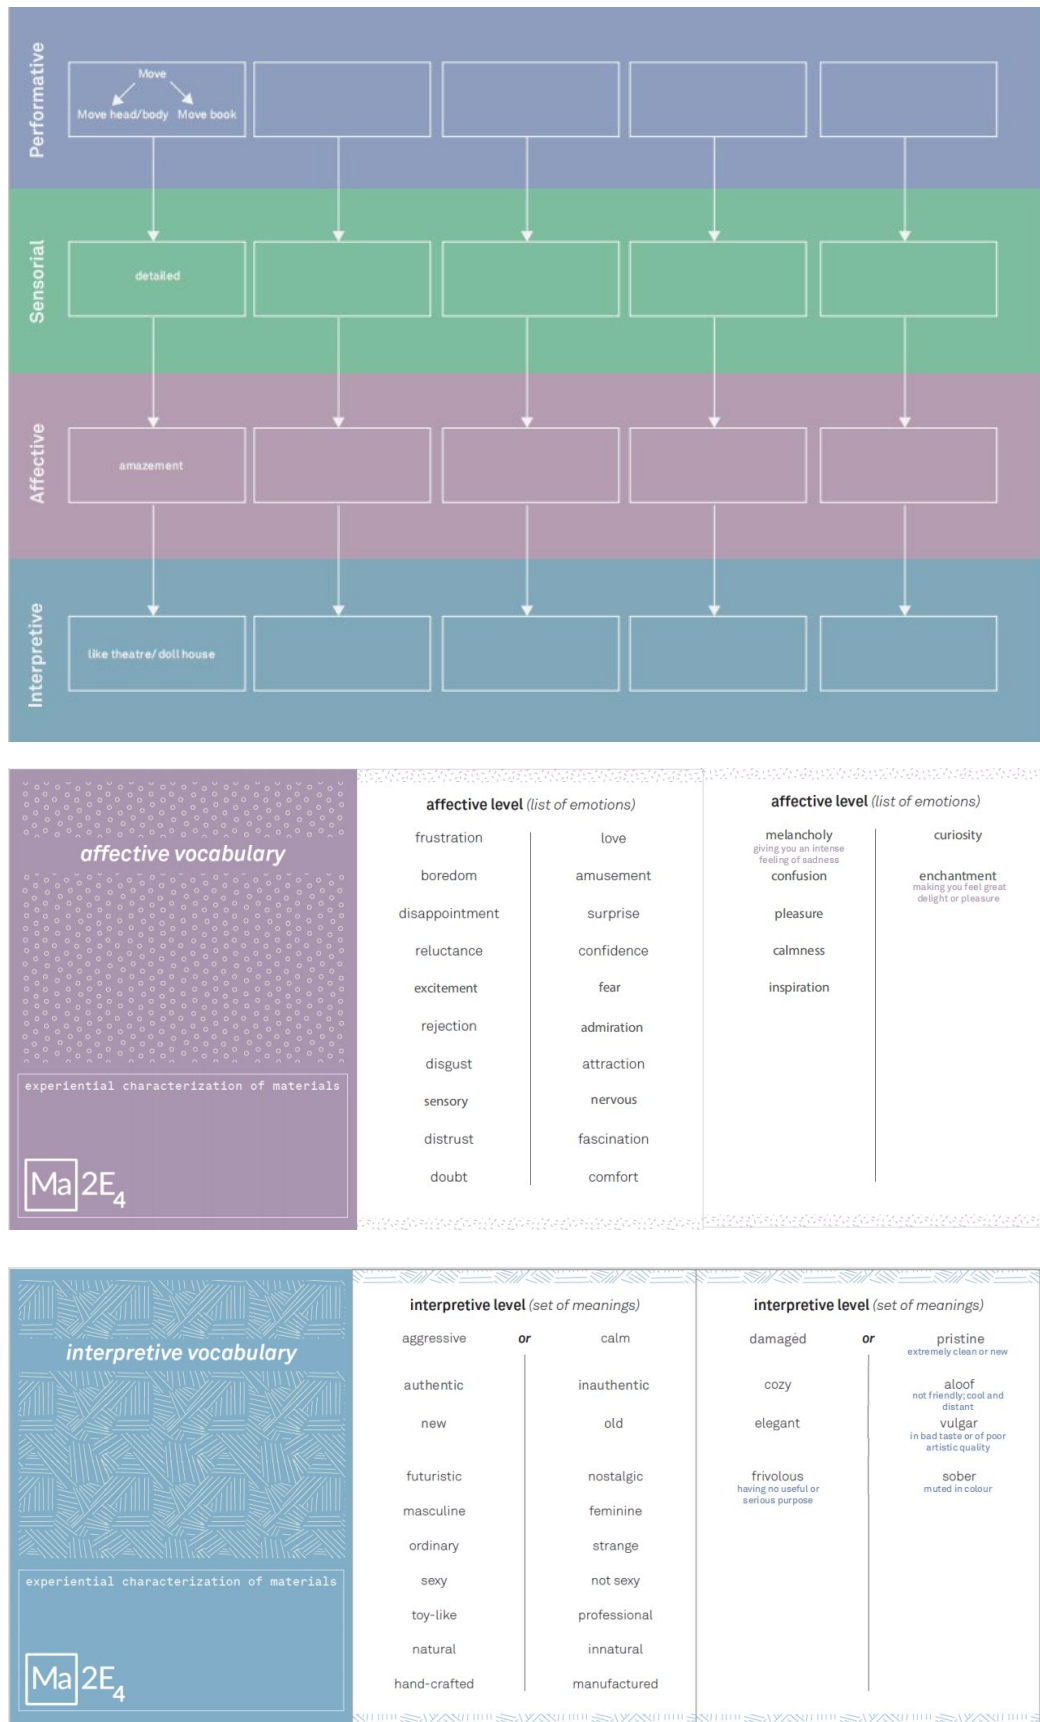 Performative
Move
Move head/body Move book
Sensorial
detailed
Affective
amazement
Interpretive
like theatre/ doll house
affective vocabulary
experiential characterization of materials
Ma2E4
affective level (list of emotions)
frustration love
boredom amusement
disappointment surprise
reluctance confidence
excitement fear
rejection admiration
disgust attraction
sensory nervous
distrust fascination
doubt comfort
affective level (list of emotions)
melancholy curiosity
giving you an intense
feeling of sadness
confusion enchantment
making you feel great
delight or pleasure
pleasure
calmness
inspiration
interpretive vocabulary
experiential characterization of materials
Ma2E4
interpretive level (set of meanings)
aggressive or calm
authentic inauthentic
new old
futuristic nostalgic
masculine feminine
ordinary strange
sexy not sexy
toy-like professional
natural innatural
hand-crafted manufactured
interpretive level (set of meanings)
damaged or pristine
extremely clean or new
cozy aloof
not friendly; cool and
distant
elegant vulgar
in bad taste or of poor
artistic quality
frivolous sober
having no useful or muted in colour
serious purpose